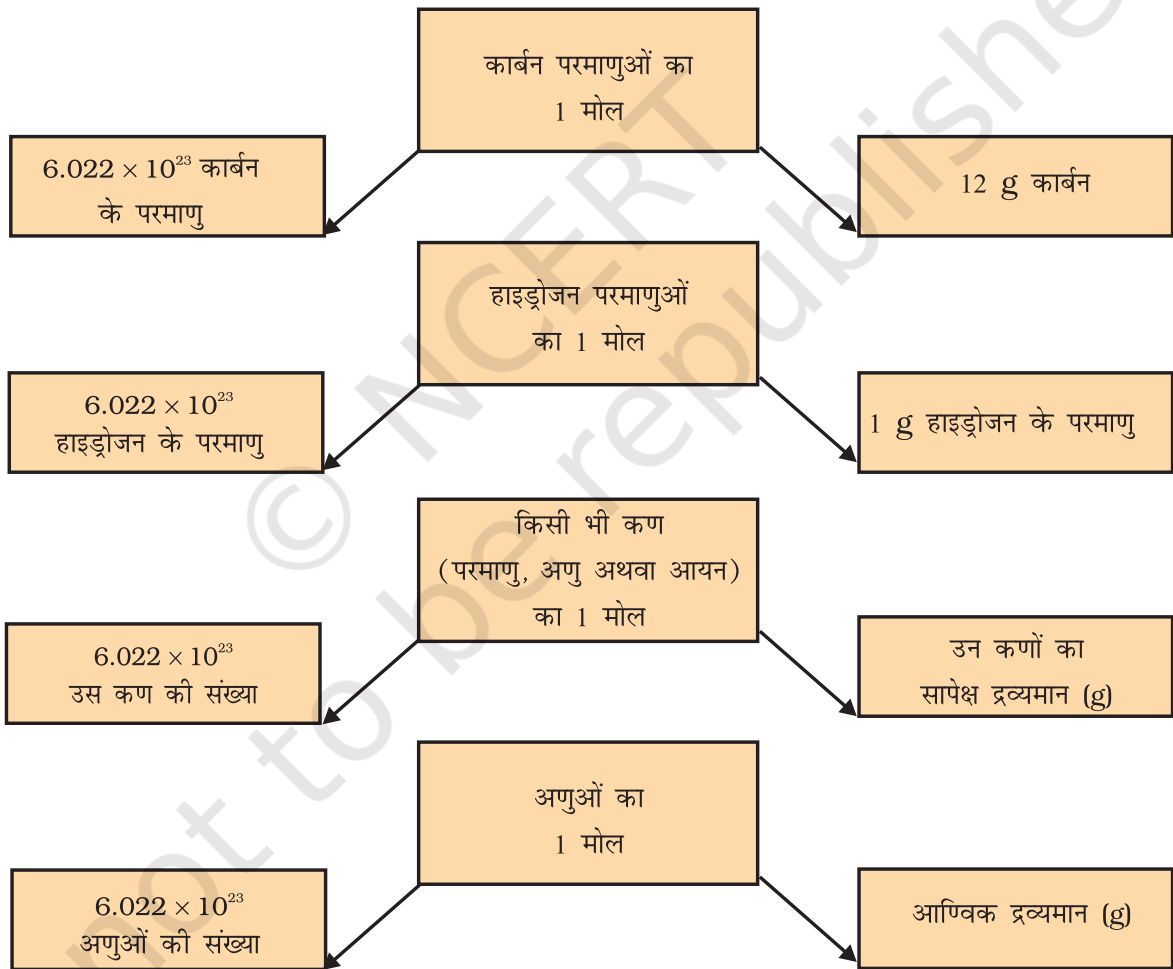 कार्बन परमाणुओं का
1 मोल
6.022 × 10²³ कार्बन
के परमाणु
12 g कार्बन
हाइड्रोजन परमाणुओं
का 1 मोल
6.022 × 10²³
हाइड्रोजन के परमाणु
1 g हाइड्रोजन के परमाणु
किसी भी कण
(परमाणु, अणु अथवा आयन)
का 1 मोल
6.022 × 10²³
उस कण की संख्या
उन कणों का
सापेक्ष द्रव्यमान (g)
अणुओं का
1 मोल
6.022 × 10²³
अणुओं की संख्या
आण्विक द्रव्यमान (g)
© NCERT
not to be republishe